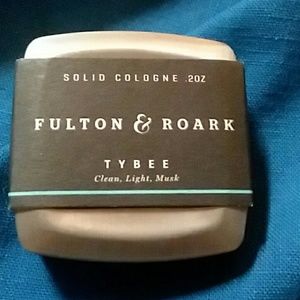 SOLID COLOGNE .2OZ
FULTON & ROARK
TYBEE
Clean, Light, Musk